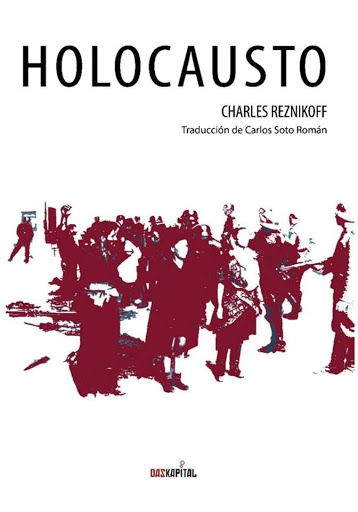 HOLOCAUSTO
CHARLES REZNIKOFF
Traducción de Carlos Soto Román
DASKAPITAL